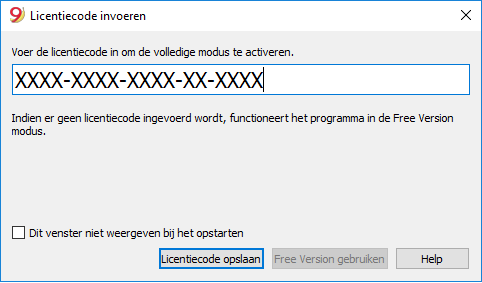 9 Licentiecode invoeren
Voer de licentiecode in om de volledige modus te activeren.
XXXX-XXXX-XXXX-XX-XXXX
Indien er geen licentiecode ingevoerd wordt, functioneert het programma in de Free Version
modus.
Dit venster niet weergeven bij het opstarten
Licentiecode opslaan Free Version gebruiken Help